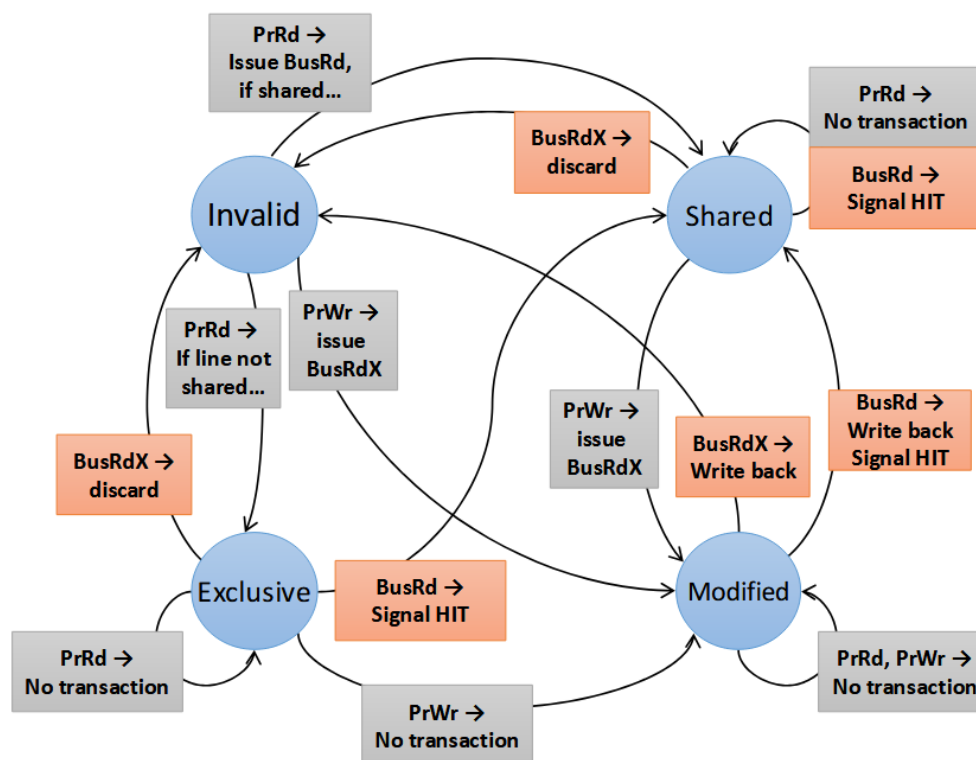 PrRd →
Issue BusRd,
if shared…
PrRd →
No transaction
BusRdX →
discard
BusRd →
Signal HIT
Invalid
Shared
PrRd →
If line not
shared…
PrWr →
issue
BusRdX
PrWr →
issue
BusRdX
BusRdX →
Write back
BusRd →
Write back
Signal HIT
BusRdX →
discard
Exclusive
BusRd →
Signal HIT
Modified
PrRd →
No transaction
PrWr →
No transaction
PrRd, PrWr →
No transaction